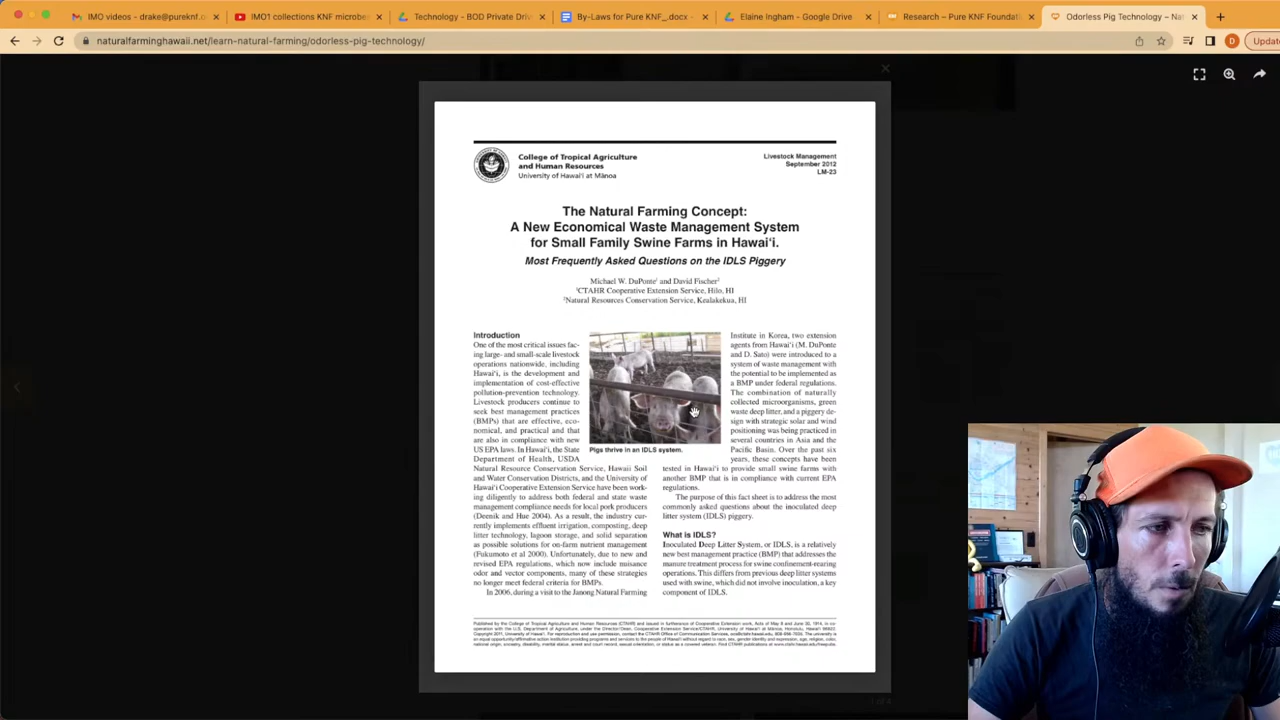 IMO videos - drake@pureknf.o
IMO1 collections KNF microbe
Technology - BOD Private Driv
By-Laws for Pure KNF_.docx -
Elaine Ingham - Google Drive
Research – Pure KNF Foundati
Odorless Pig Technology – Nat
naturalfarminghawaii.net/learn-natural-farming/odorless-pig-technology/
D
Update
College of Tropical Agriculture
and Human Resources
University of Hawai'i at Mānoa
Livestock Management
September 2012
LM-23
The Natural Farming Concept:
A New Economical Waste Management System
for Small Family Swine Farms in Hawai'i.
Most Frequently Asked Questions on the IDLS Piggery
Michael W. DuPonte¹ and David Fischer²
¹CTAHR Cooperative Extension Service, Hilo, HI
²Natural Resources Conservation Service, Kealakekua, HI
Introduction
One of the most critical issues fac-
ing large- and small-scale livestock
operations nationwide, including
Hawai'i, is the development and
implementation of cost-effective
pollution-prevention technology.
Livestock producers continue to
seek best management practices
(BMPs) that are effective, eco-
nomical, and practical and that
are also in compliance with new
US EPA laws. In Hawai'i, the State
Department of Health, USDA
Natural Resource Conservation Service, Hawaii Soil
and Water Conservation Districts, and the University of
Hawai'i Cooperative Extension Service have been work-
ing diligently to address both federal and state waste
management compliance needs for local pork producers
(Deenik and Hue 2004). As a result, the industry cur-
rently implements effluent irrigation, composting, deep
litter technology, lagoon storage, and solid separation
as possible solutions for on-farm nutrient management
(Fukumoto et al 2000). Unfortunately, due to new and
revised EPA regulations, which now include nuisance
odor and vector components, many of these strategies
no longer meet federal criteria for BMPs.
In 2006, during a visit to the Janong Natural Farming
Pigs thrive in an IDLS system.
Institute in Korea, two extension
agents from Hawai'i (M. DuPonte
and D. Sato) were introduced to a
system of waste management with
the potential to be implemented as
a BMP under federal regulations.
The combination of naturally
collected microorganisms, green
waste deep litter, and a piggery de-
sign with strategic solar and wind
positioning was being practiced in
several countries in Asia and the
Pacific Basin. Over the past six
years, these concepts have been
tested in Hawai'i to provide small swine farms with
another BMP that is in compliance with current EPA
regulations.
The purpose of this fact sheet is to address the most
commonly asked questions about the inoculated deep
litter system (IDLS) piggery.
What is IDLS?
Inoculated Deep Litter System, or IDLS, is a relatively
new best management practice (BMP) that addresses the
manure treatment process for swine confinement-rearing
operations. This differs from previous deep litter systems
used with swine, which did not involve inoculation, a key
component of IDLS.